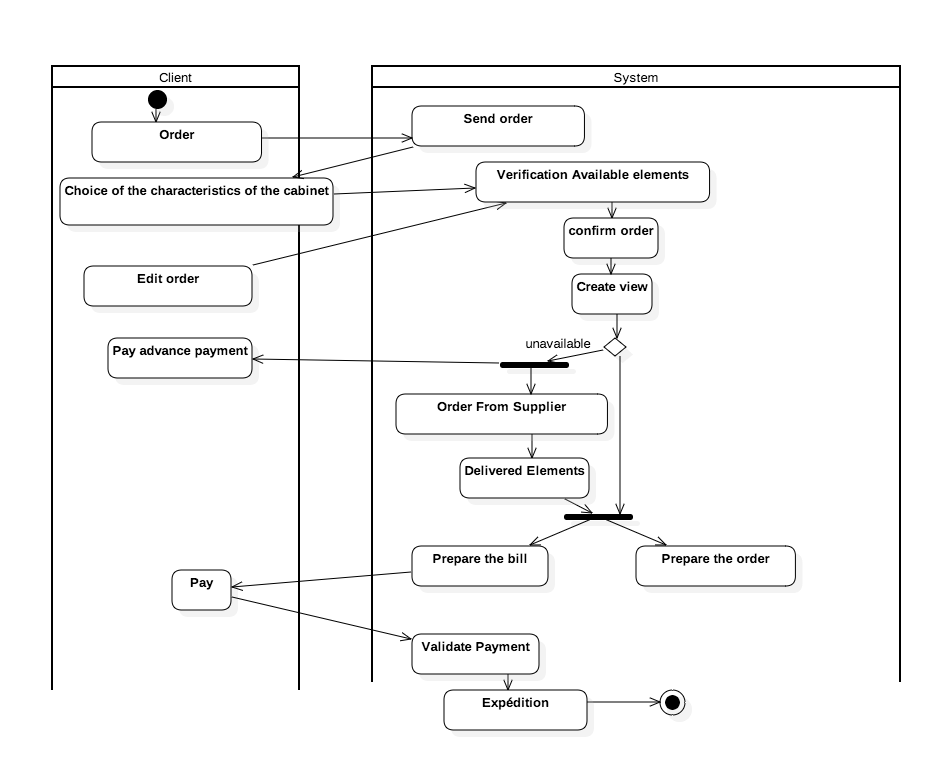 Client
System
Order
Send order
Choice of the characteristics of the cabinet
Verification Available elements
confirm order
Edit order
Create view
unavailable
Pay advance payment
Order From Supplier
Delivered Elements
Prepare the bill
Prepare the order
Pay
Validate Payment
Expédition